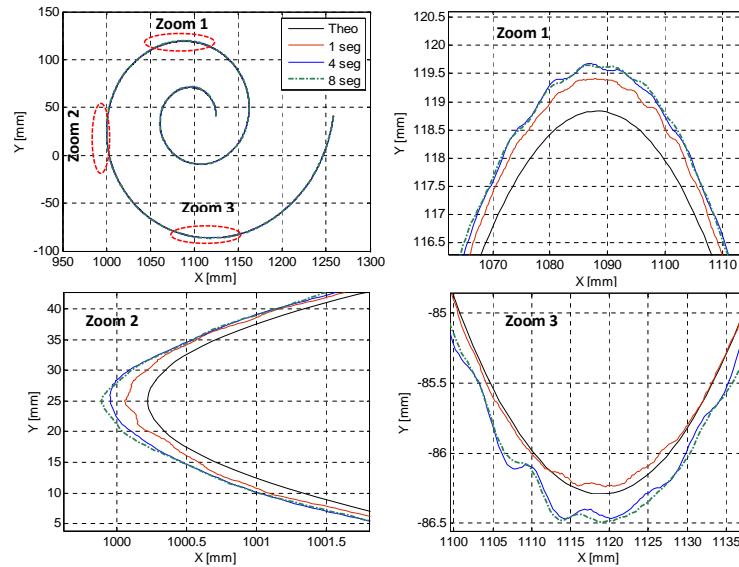 Zoom 1
Zoom 2
Zoom 3
Theo
1 seg
4 seg
8 seg
150
100
50
0
-50
-100
Y [mm]
950 1000 1050 1100 1150 1200 1250 1300
X [mm]
Zoom 1
120.5
120
119.5
119
118.5
118
117.5
117
116.5
Y [mm]
1070 1080 1090 1100 1110
X [mm]
Zoom 2
40
35
30
25
20
15
10
5
Y [mm]
1000 1000.5 1001 1001.5
X [mm]
Zoom 3
-85
-85.5
-86
-86.5
Y [mm]
1100 1105 1110 1115 1120 1125 1130 1135
X [mm]